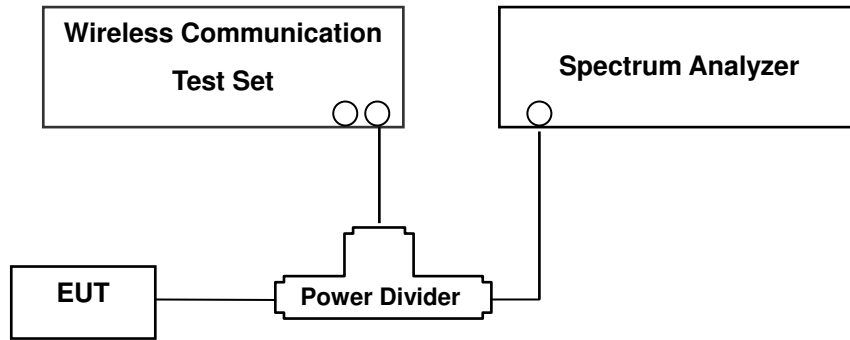 Wireless Communication
Test Set
Spectrum Analyzer
EUT
Power Divider